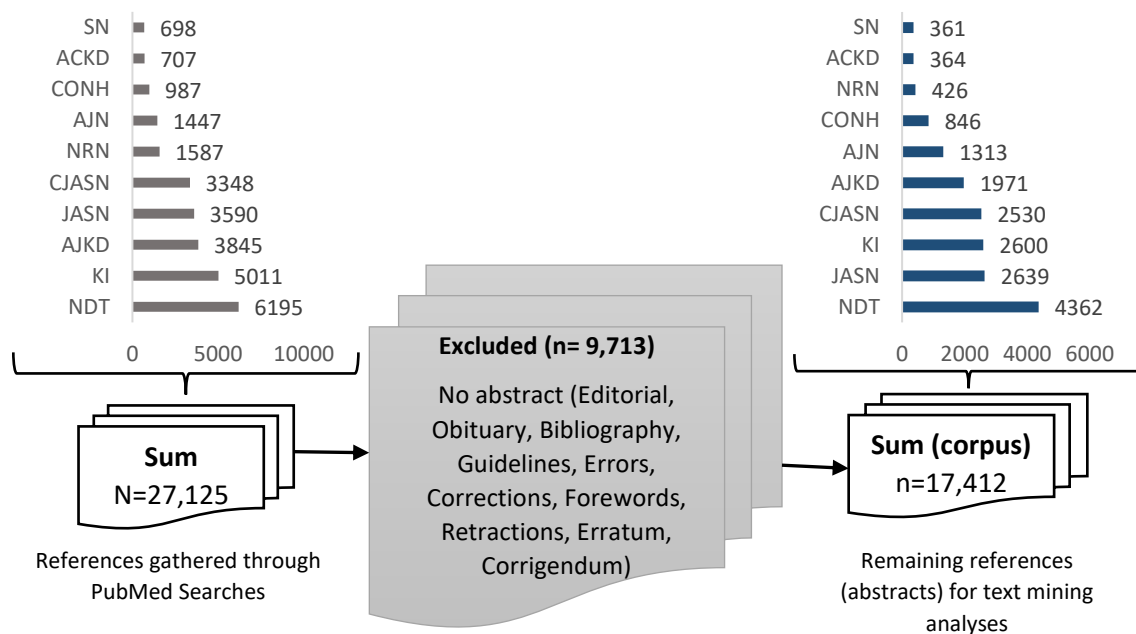 SN 698
ACKD 707
CONH 987
AJN 1447
NRN 1587
CJASN 3348
JASN 3590
AJKD 3845
KI 5011
NDT 6195
0 5000 10000
Sum
N=27,125
References gathered through
PubMed Searches
Excluded (n= 9,713)
No abstract (Editorial,
Obituary, Bibliography,
Guidelines, Errors,
Corrections, Forewords,
Retractions, Erratum,
Corrigendum)
SN 361
ACKD 364
NRN 426
CONH 846
AJN 1313
AJKD 1971
CJASN 2530
KI 2600
JASN 2639
NDT 4362
0 2000 4000 6000
Sum (corpus)
n=17,412
Remaining references
(abstracts) for text mining
analyses